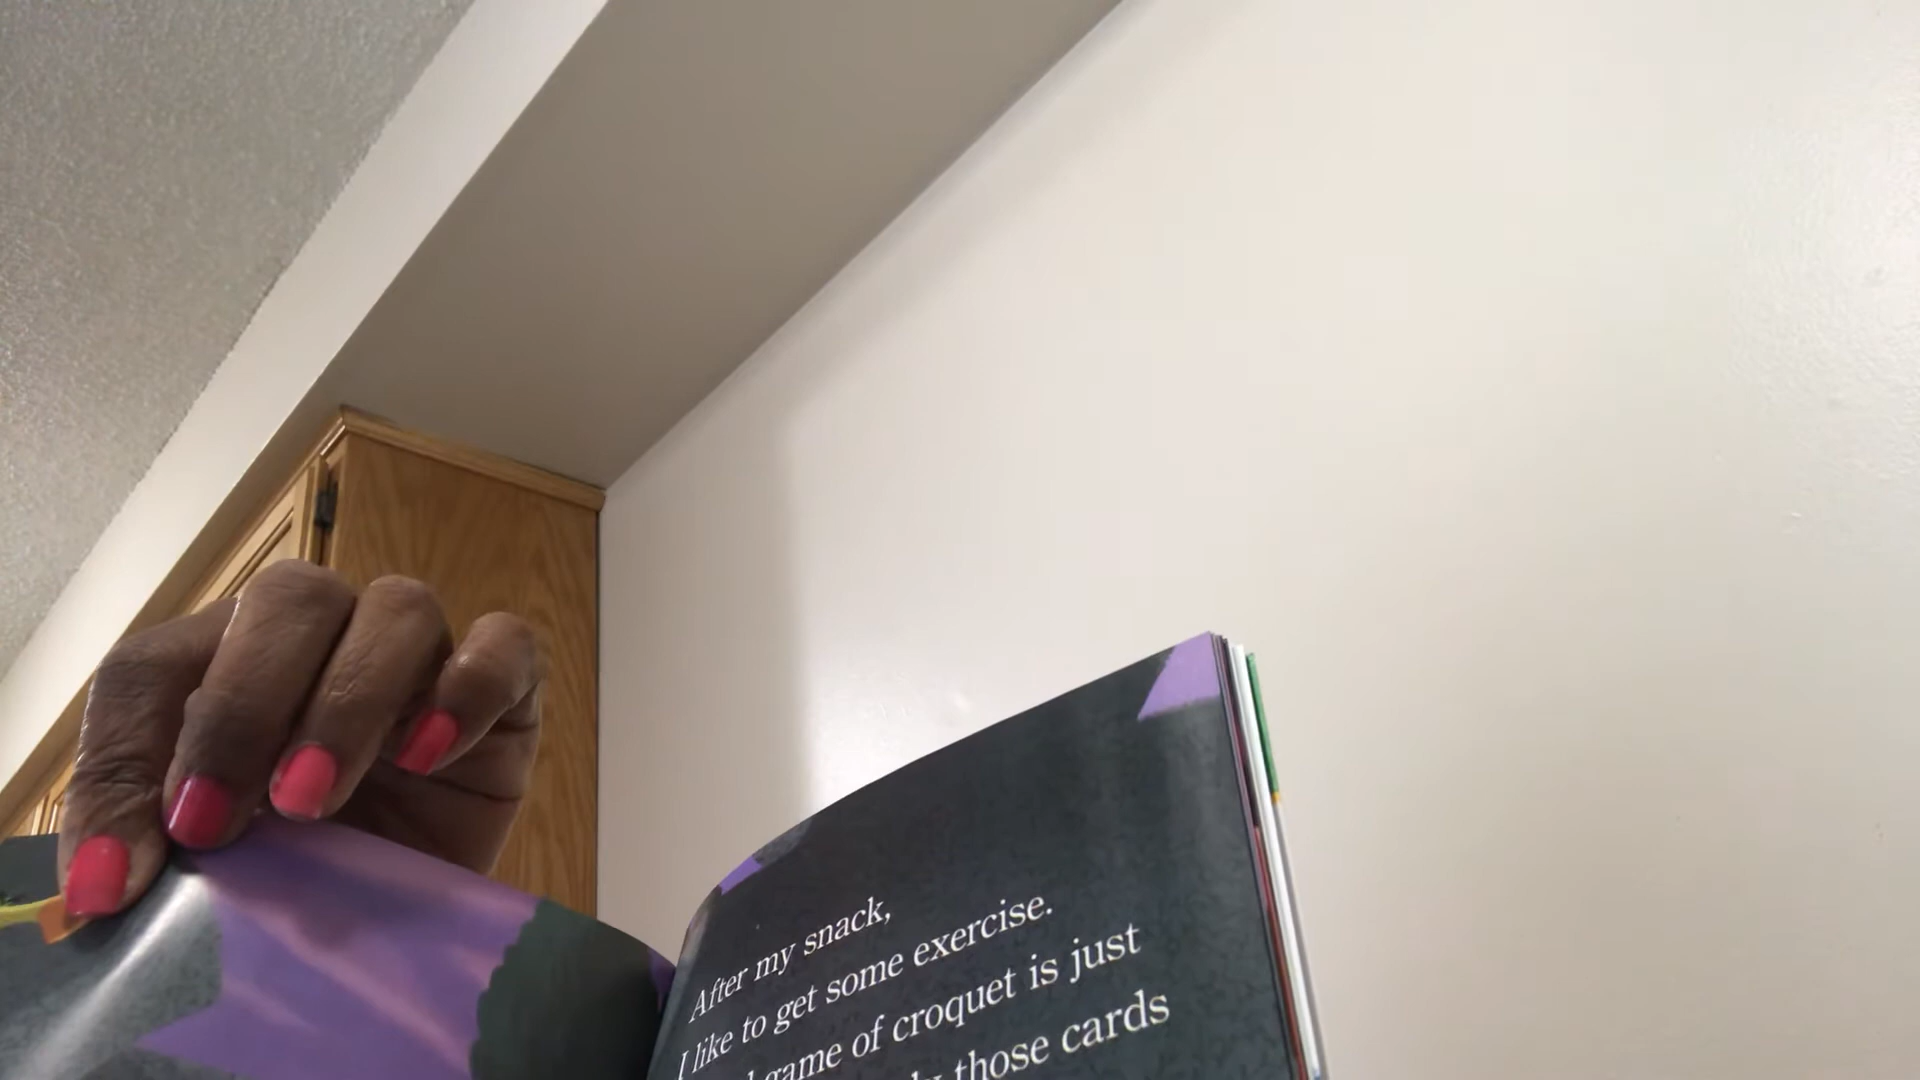 After my snack,
I like to get some exercise.
game of croquet is just
those cards